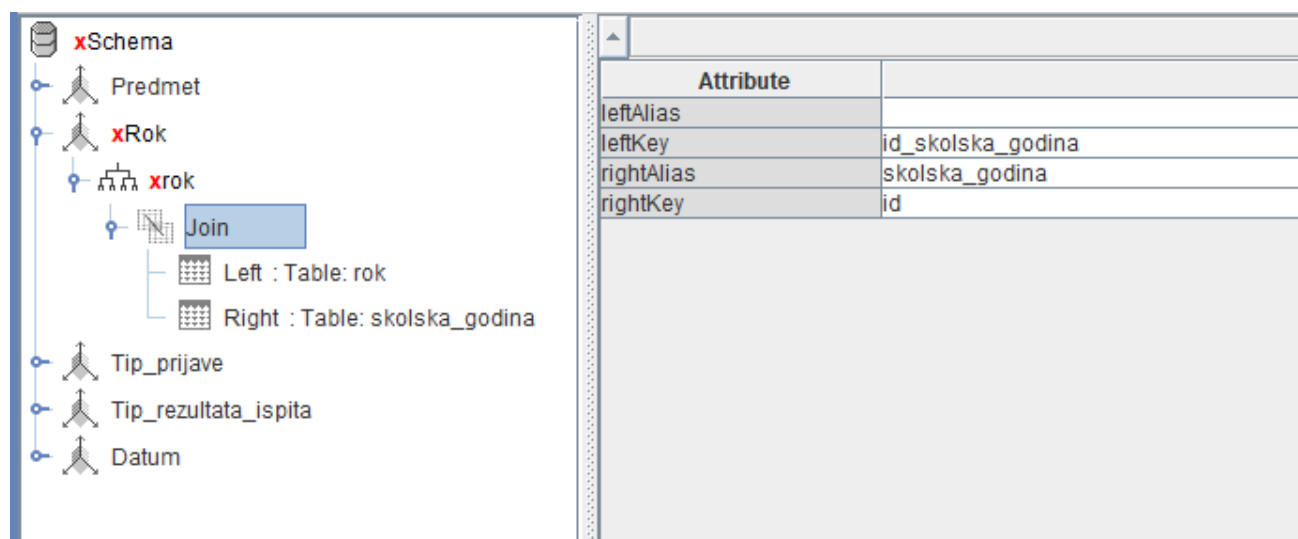 xSchema
Predmet
xRok
xrok
Join
Left : Table: rok
Right : Table: skolska_godina
Tip_prijave
Tip_rezultata_ispita
Datum
Attribute
leftAlias
leftKey id_skolska_godina
rightAlias skolska_godina
rightKey id